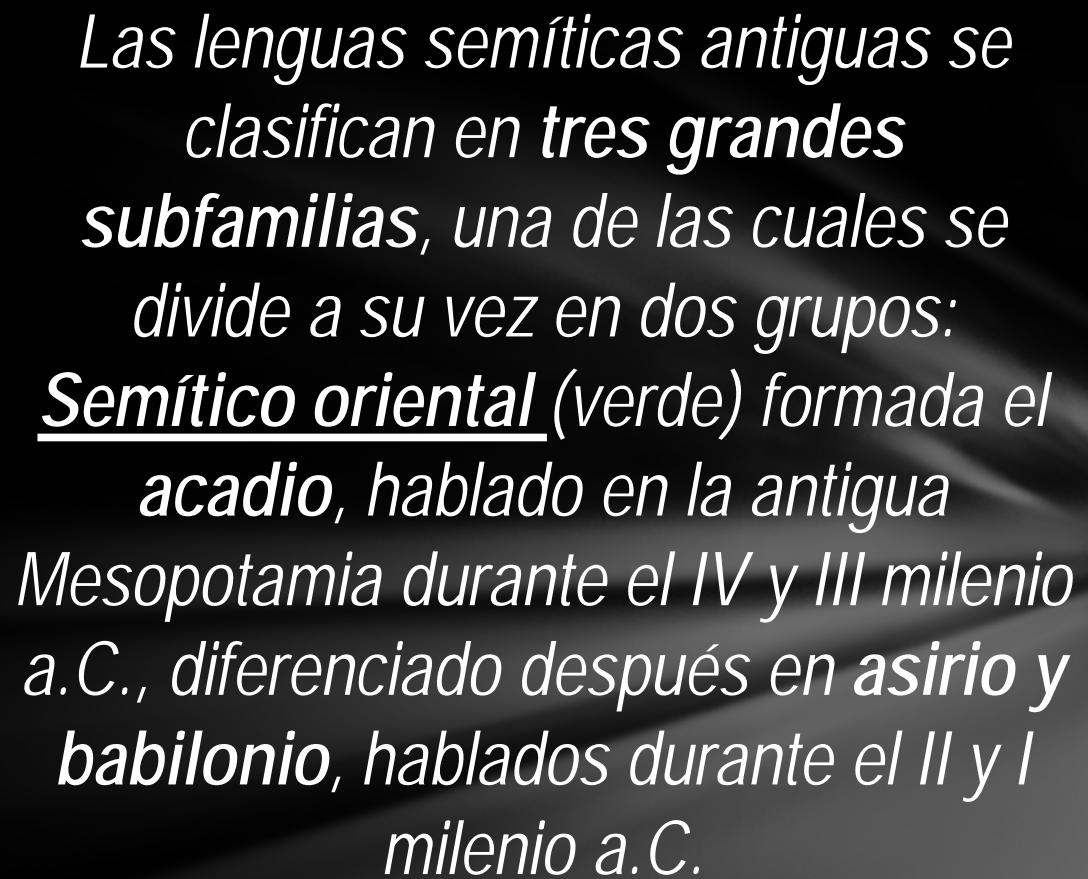 Las lenguas semíticas antiguas se
clasifican en tres grandes
subfamilias, una de las cuales se
divide a su vez en dos grupos:
Semítico oriental (verde) formada el
acadio, hablado en la antigua
Mesopotamia durante el IV y III milenio
a.C., diferenciado después en asirio y
babilonio, hablados durante el II y I
milenio a.C.